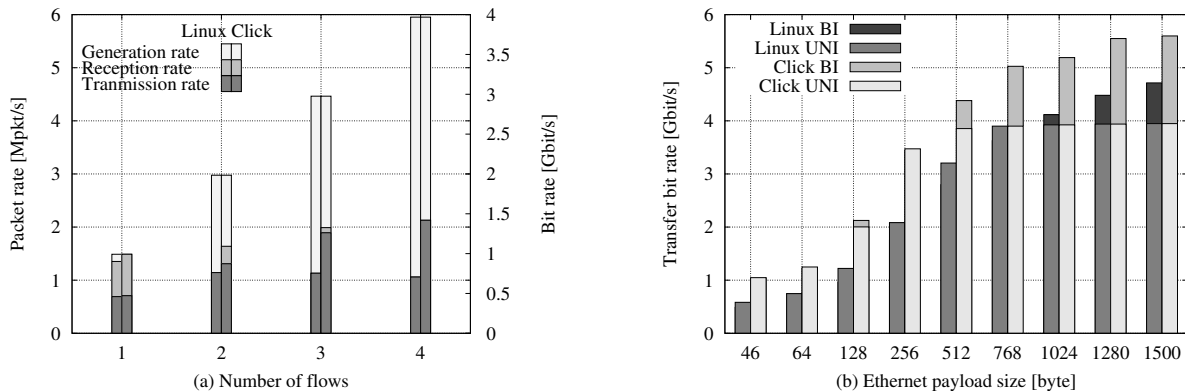 6
5
4
3
2
1
0
Packet rate [Mpkt/s]
Linux Click
Generation rate
Reception rate
Tranmission rate
4
3.5
3
2.5
2
1.5
1
0.5
0
Bit rate [Gbit/s]
1 2 3 4
(a) Number of flows
6
5
4
3
2
1
0
Transfer bit rate [Gbit/s]
Linux BI
Linux UNI
Click BI
Click UNI
46 64 128 256 512 768 1024 1280 1500
(b) Ethernet payload size [byte]